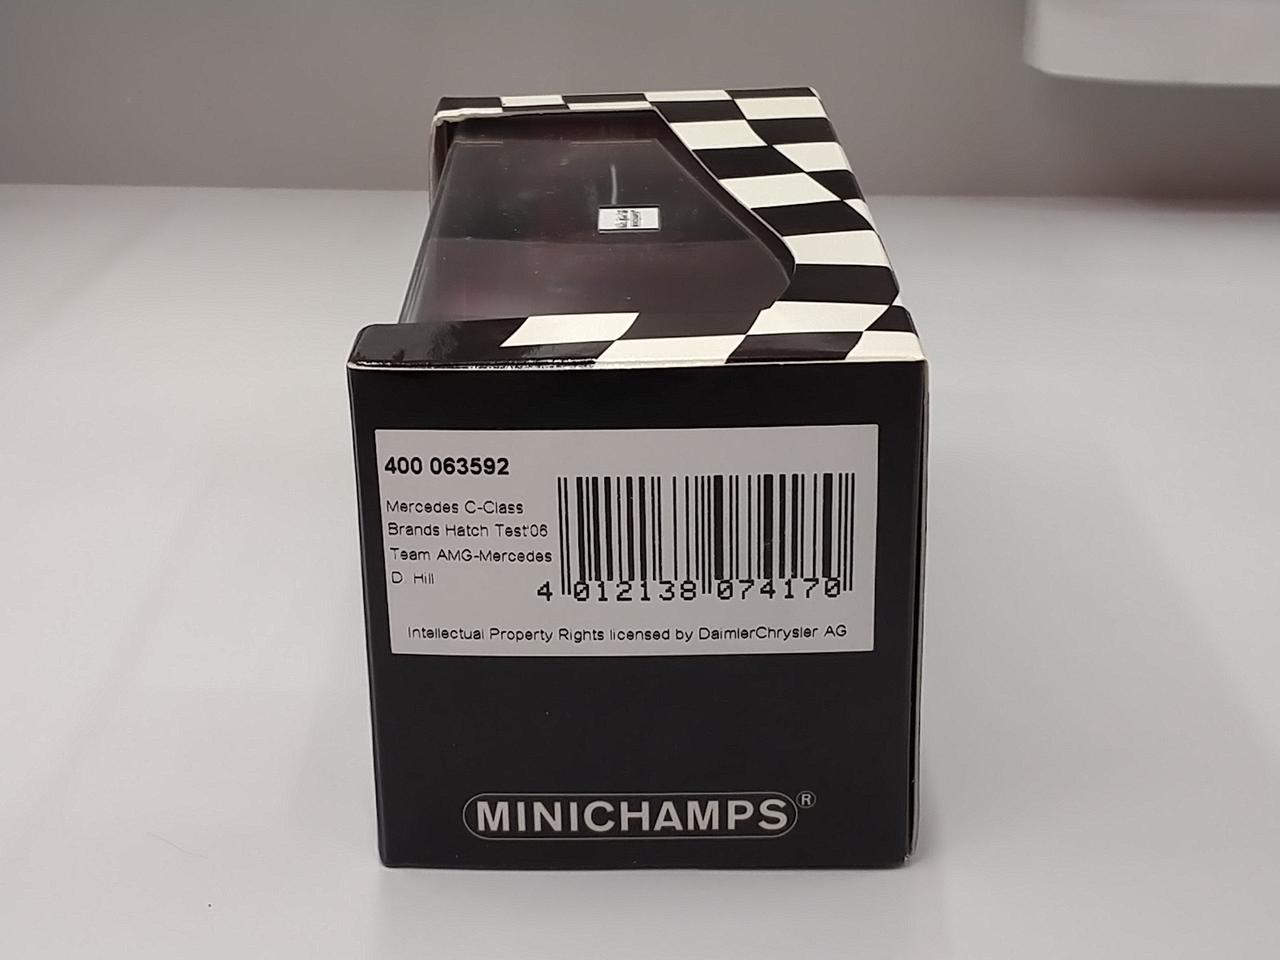 400 063592
Mercedes C-Class
Brands Hatch Test'06
Team AMG-Mercedes
D. Hill
4 012138 074170
Intellectual Property Rights licensed by DaimlerChrysler AG
MINICHAMPS®